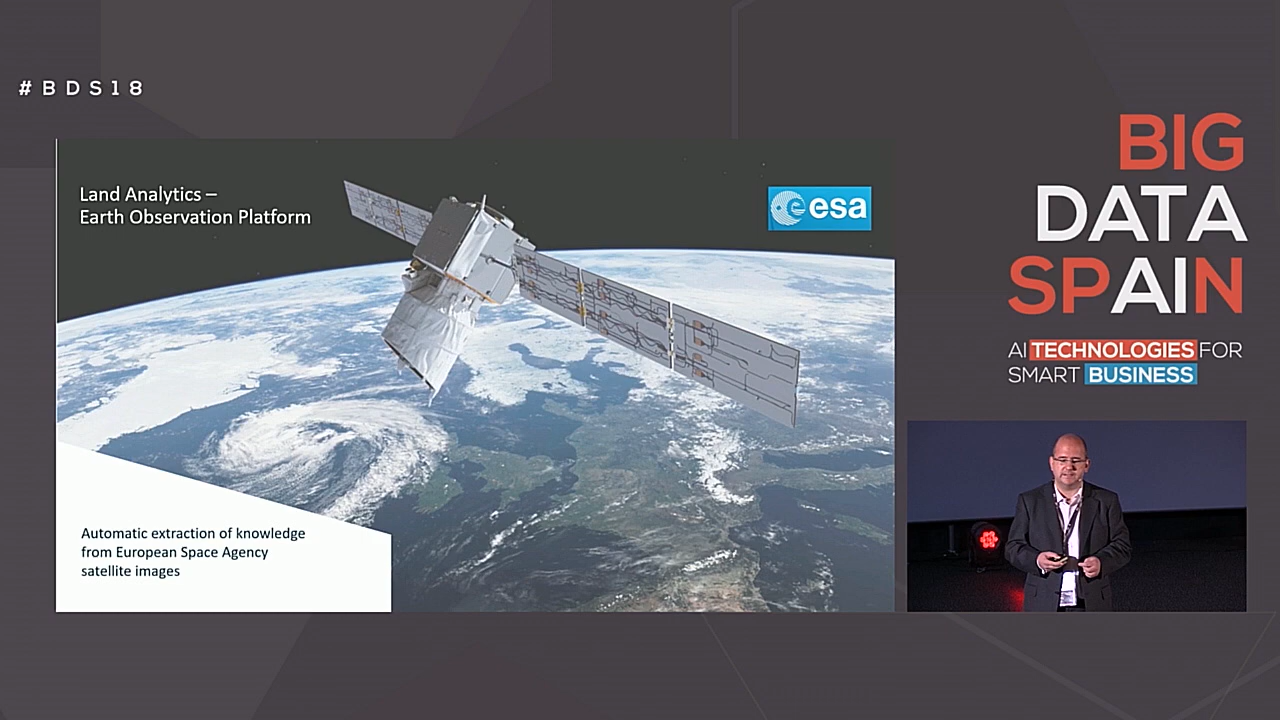 #BDS18
Land Analytics –
Earth Observation Platform
esa
Automatic extraction of knowledge
from European Space Agency
satellite images
BIG
DATA
SPAIN
AI TECHNOLOGIES FOR
SMART BUSINESS